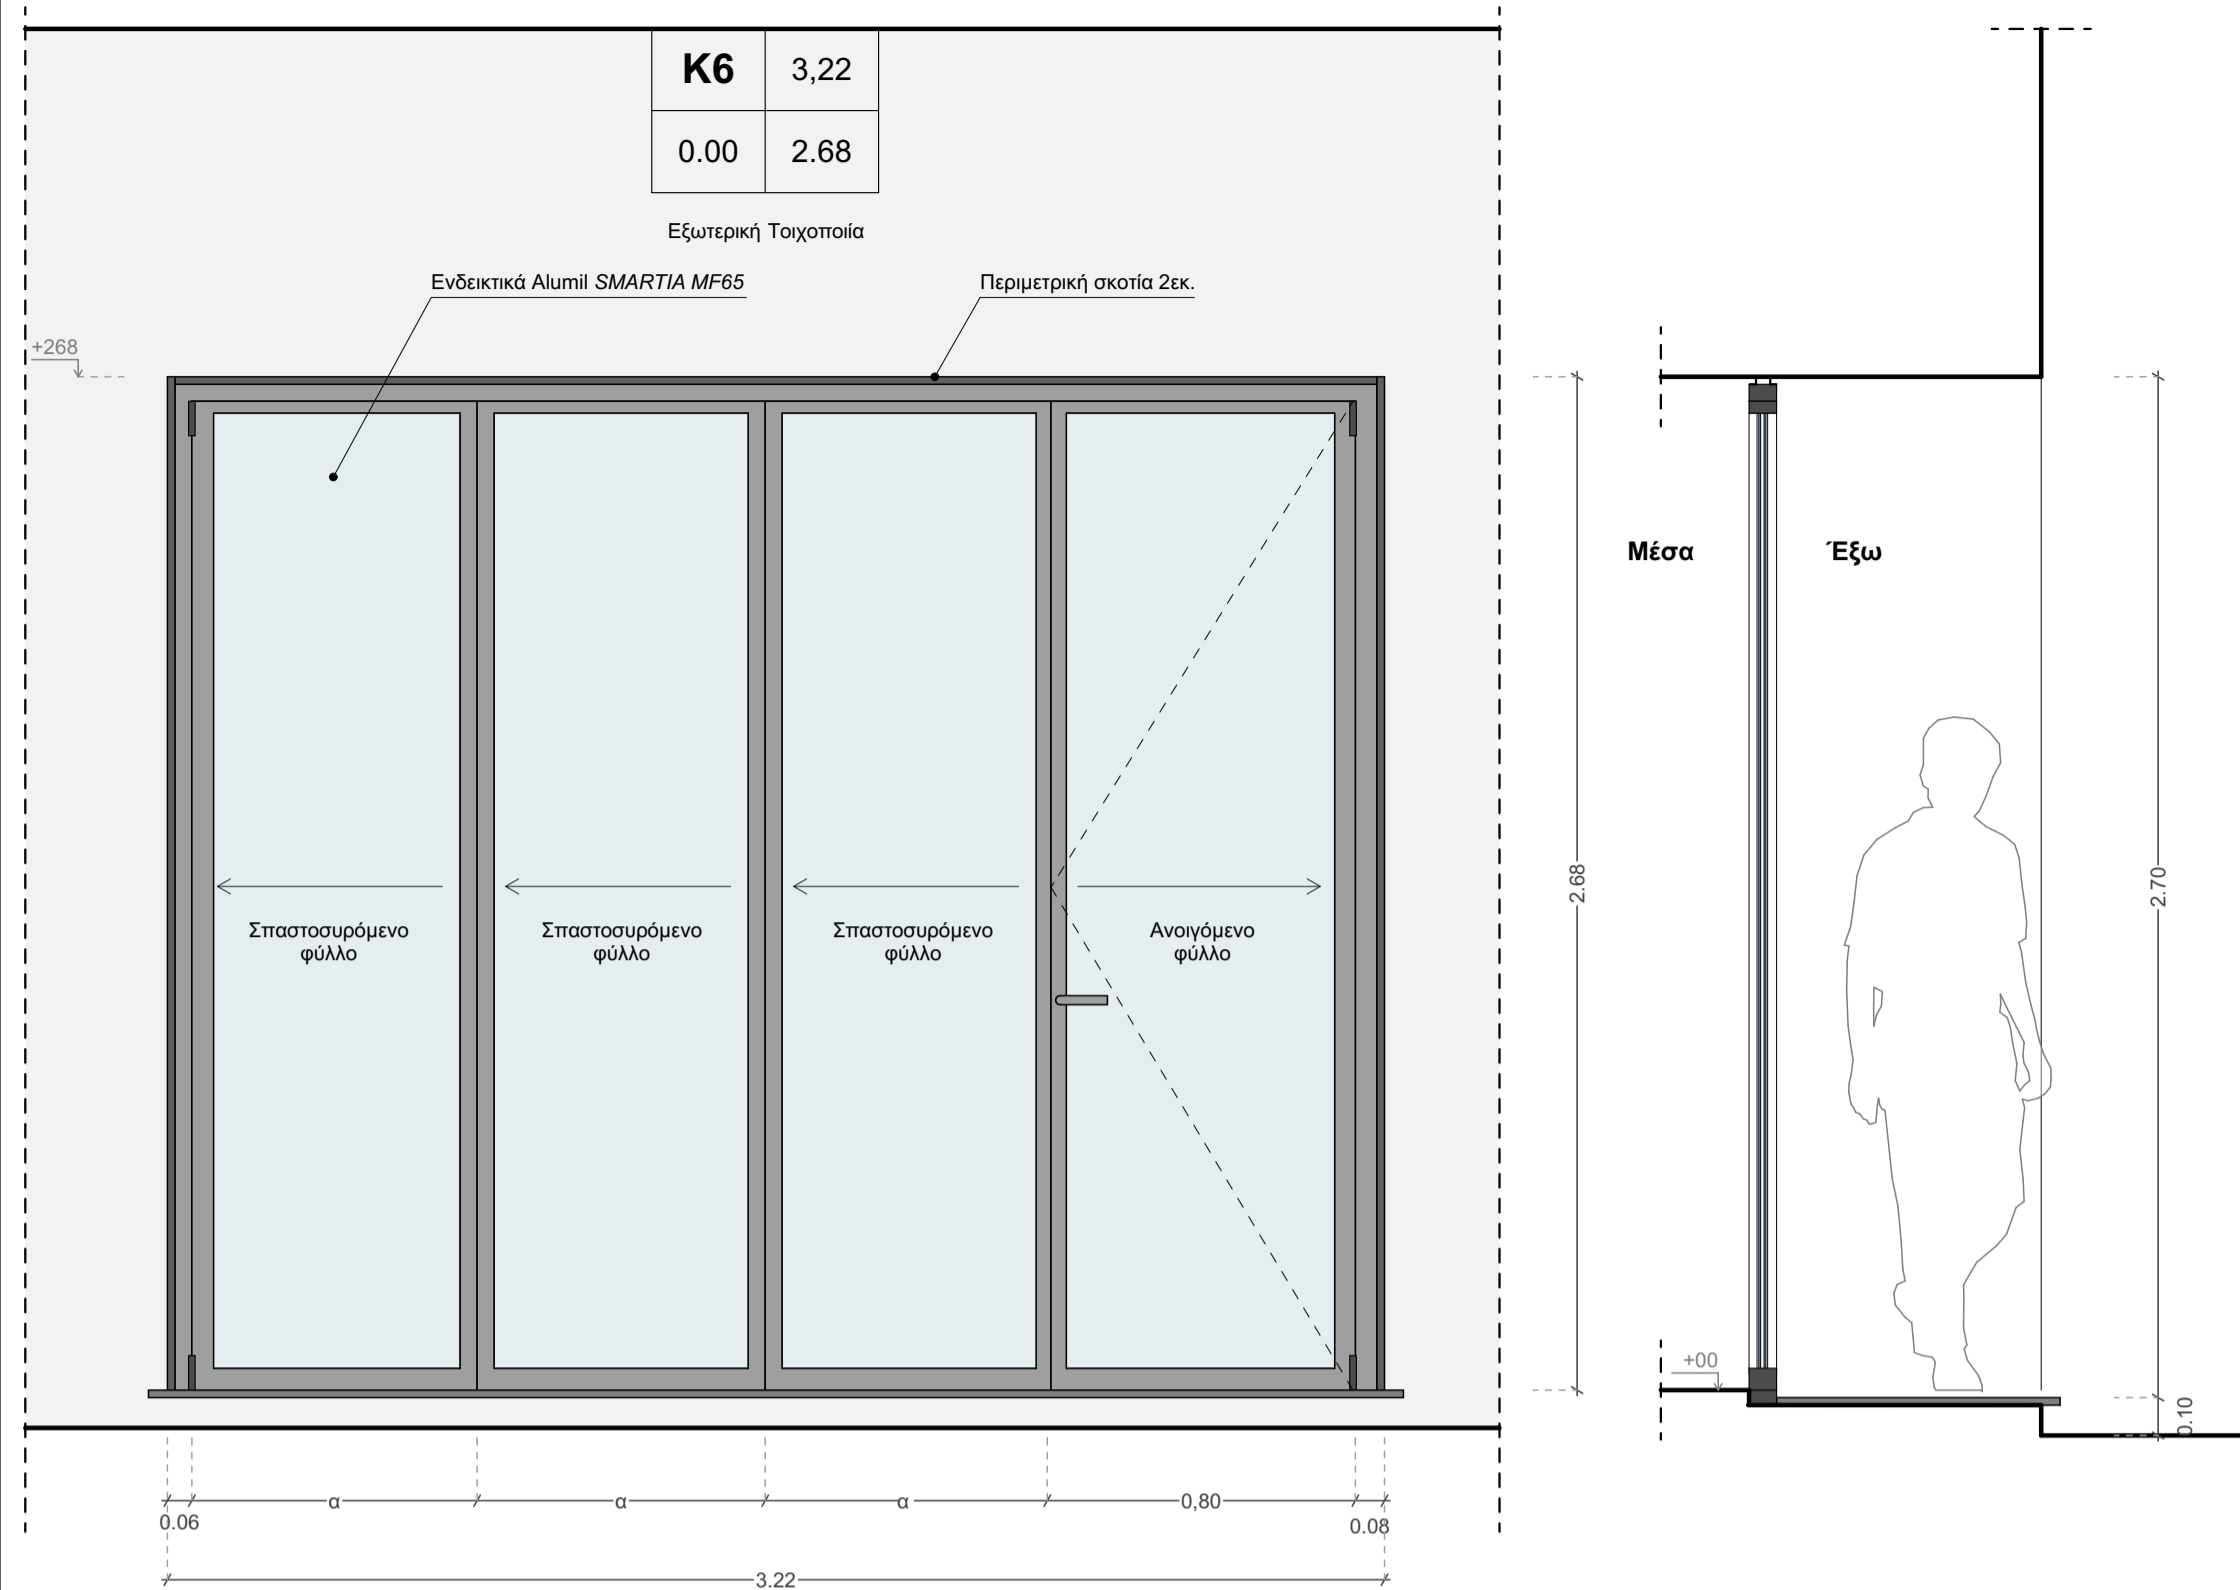 K6 3,22
0.00 2.68
Εξωτερική Τοιχοποιία
Ενδεικτικά Alumil SMARTIA MF65
Περιμετρική σκοτία 2εκ.
+268
Μέσα
Έξω
2.68
2.70
Σπαστοσυρόμενο
φύλλο
Σπαστοσυρόμενο
φύλλο
Σπαστοσυρόμενο
φύλλο
Ανοιγόμενο
φύλλο
+00
0.10
α α α 0,80
0.06 0.08
3.22